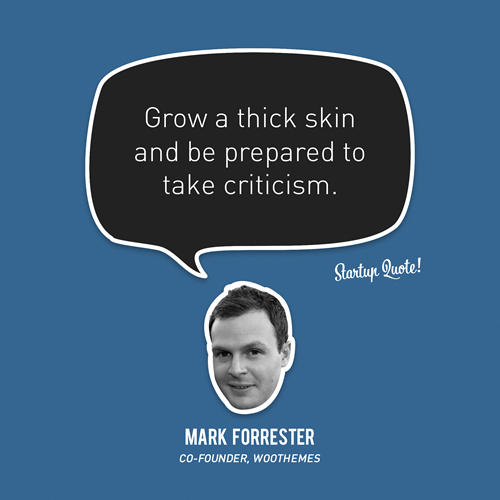 Grow a thick skin
and be prepared to
take criticism.
Startup Quote!
MARK FORRESTER
CO-FOUNDER, WOOTHEMES